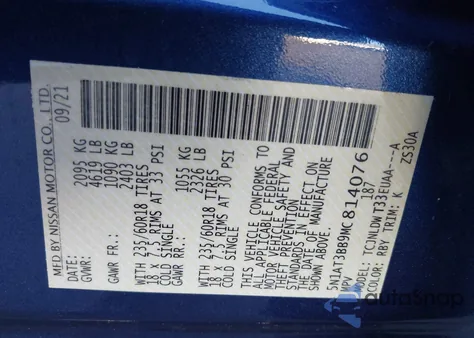 MFD BY NISSAN MOTOR CO., LTD.
09/21
GVWR: 2095 KG
4619 LB
GAWR FR.: 1090 KG
2403 LB
WITH 235/60R18 TIRES
18 X 7.5 RIMS AT 33 PSI
COLD SINGLE
GAWR RR.: 1055 KG
2326 LB
WITH 235/60R18 TIRES
18 X 7.5 RIMS AT 30 PSI
COLD SINGLE
THIS VEHICLE CONFORMS TO
ALL APPLICABLE FEDERAL
MOTOR VEHICLE SAFETY AND
THEFT PREVENTION
STANDARDS IN EFFECT ON
THE DATE OF MANUFACTURE
SHOWN ABOVE.
5N1AT3BB9MC814076
MPV 187
MODEL: TCJNLDWT33EUAA---A
COLOR: RBY TRIM: K ZS30A
AutoSnap